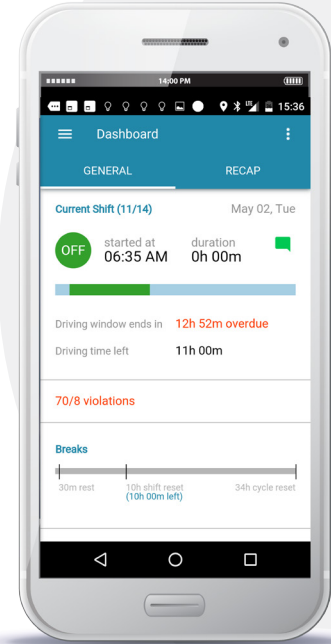 14:00 PM
15:36
Dashboard
GENERAL RECAP
Current Shift (11/14) May 02, Tue
OFF
started at duration
06:35 AM 0h 00m
Driving window ends in 12h 52m overdue
Driving time left 11h 00m
70/8 violations
Breaks
30m rest 10h shift reset 34h cycle reset
(10h 00m left)